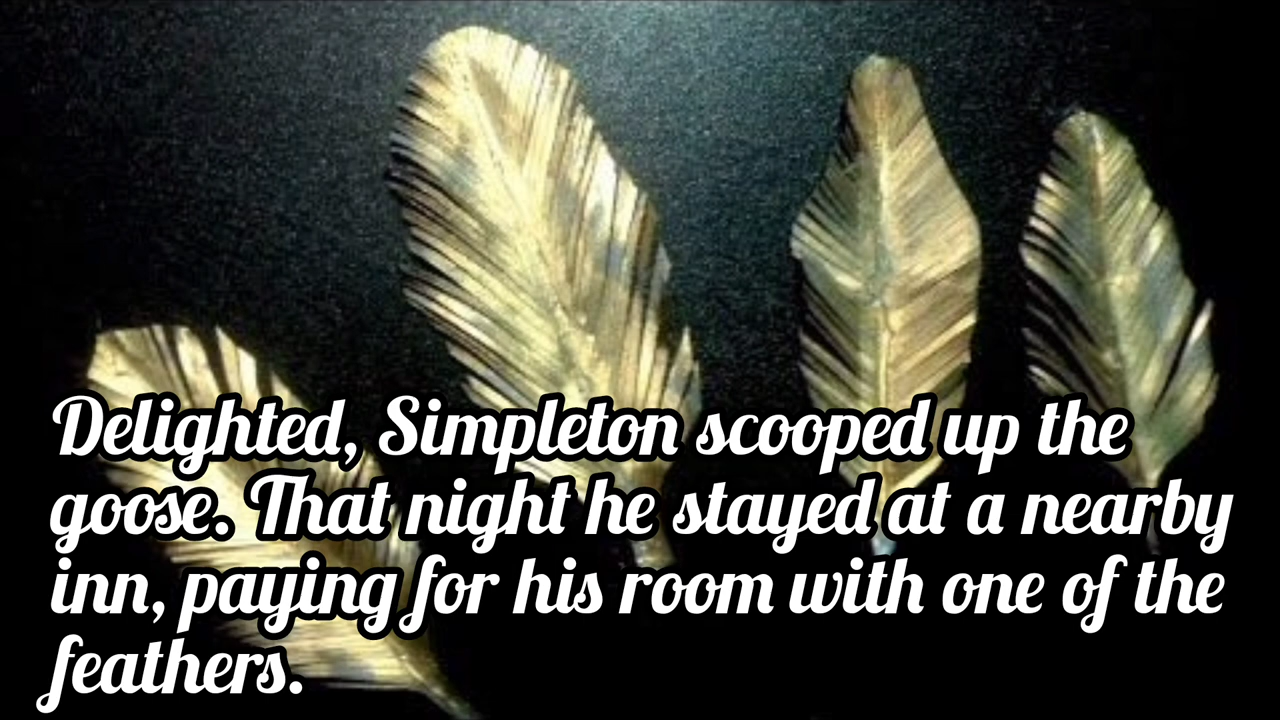 Delighted, Simpleton scooped up the
goose. That night he stayed at a nearby
inn, paying for his room with one of the
feathers.